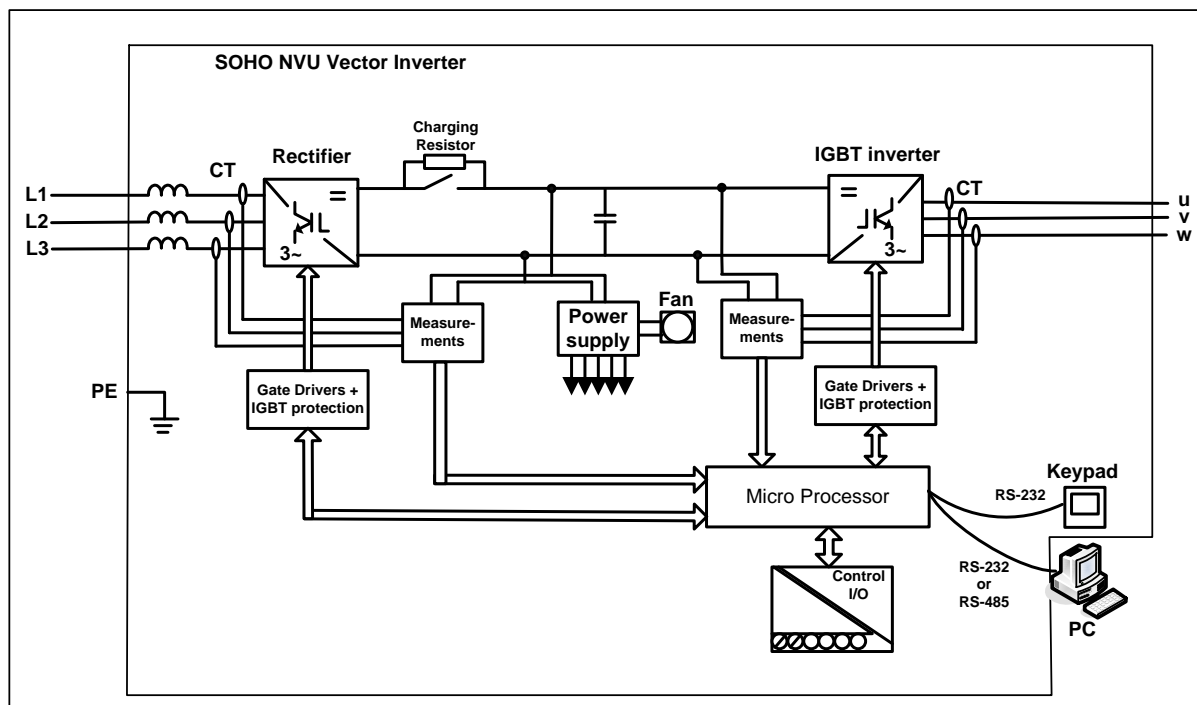 SOHO NVU Vector Inverter
Charging
Resistor
Rectifier
IGBT inverter
CT
CT
L1
L2
L3
=
3~
=
3~
u
v
w
Measure-
ments
Power
supply
Fan
Measure-
ments
PE
Gate Drivers +
IGBT protection
Gate Drivers +
IGBT protection
Micro Processor
RS-232
Keypad
Control
I/O
RS-232
or
RS-485
PC